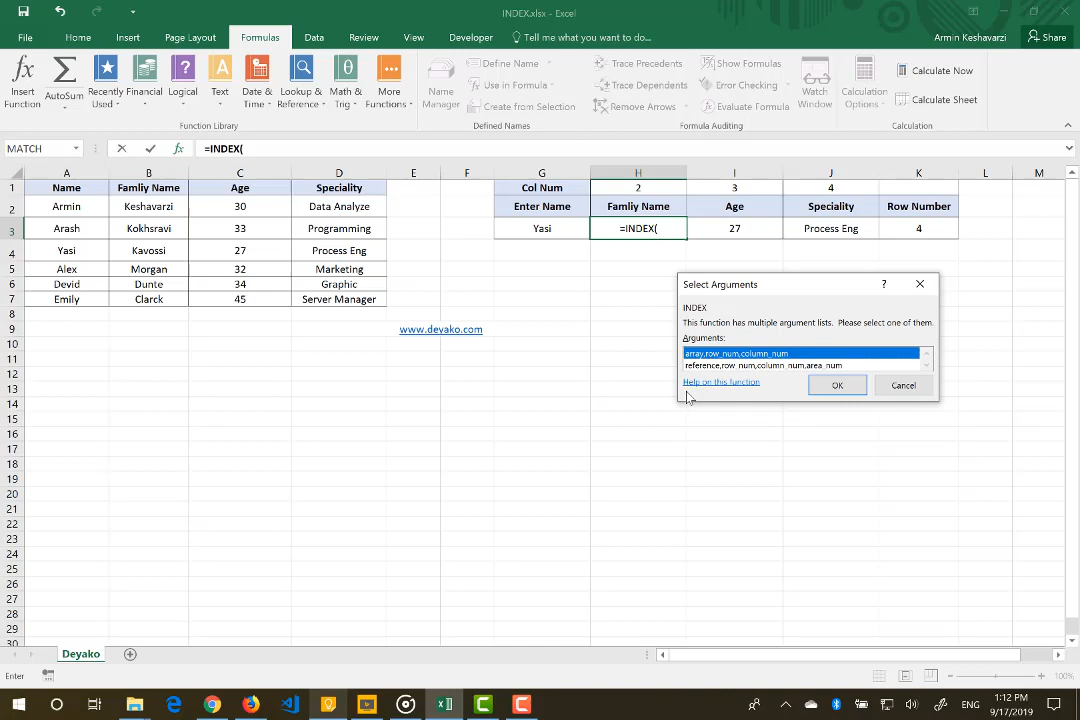 INDEX.xlsx - Excel
File Home Insert Page Layout Formulas Data Review View Developer Tell me what you want to do... Armin Keshavarzi Share
Insert Function
AutoSum
Recently Used
Financial
Logical
Text
Date & Time
Lookup & Reference
Math & Trig
More Functions
Function Library
Name Manager
Define Name
Use in Formula
Create from Selection
Defined Names
Trace Precedents
Trace Dependents
Remove Arrows
Show Formulas
Error Checking
Evaluate Formula
Formula Auditing
Watch Window
Calculation Options
Calculate Now
Calculate Sheet
Calculation
MATCH fx =INDEX(
A B C D E F G H I J K L M
1 Name Famliy Name Age Speciality Col Num 2 3 4
2 Armin Keshavarzi 30 Data Analyze Enter Name Famliy Name Age Speciality Row Number
3 Arash Kokhsravi 33 Programming Yasi =INDEX( 27 Process Eng 4
4 Yasi Kavossi 27 Process Eng
5 Alex Morgan 32 Marketing
6 Devid Dunte 34 Graphic
7 Emily Clarck 45 Server Manager
8
9 www.deyako.com
10
11
12
13
14
15
16
17
18
19
20
21
22
23
24
25
26
27
28
29
30
Select Arguments ?
INDEX
This function has multiple argument lists. Please select one of them.
Arguments:
array,row_num,column_num
reference,row_num,column_num,area_num
Help on this function
OK Cancel
Deyako
Enter 100%
ENG 1:12 PM
9/17/2019